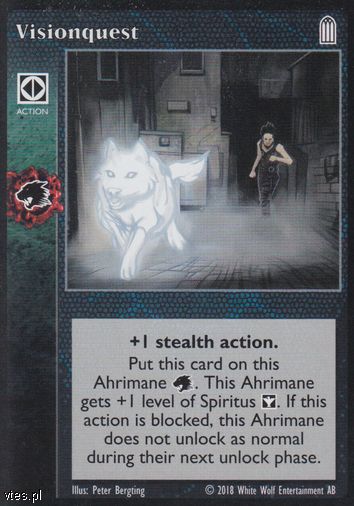 Visionquest
ACTION
+1 stealth action.
Put this card on this
Ahrimane . This Ahrimane
gets +1 level of Spiritus . If this
action is blocked, this Ahrimane
does not unlock as normal
during their next unlock phase.
Illus: Peter Bergting © 2018 White Wolf Entertainment AB
vtes.pl